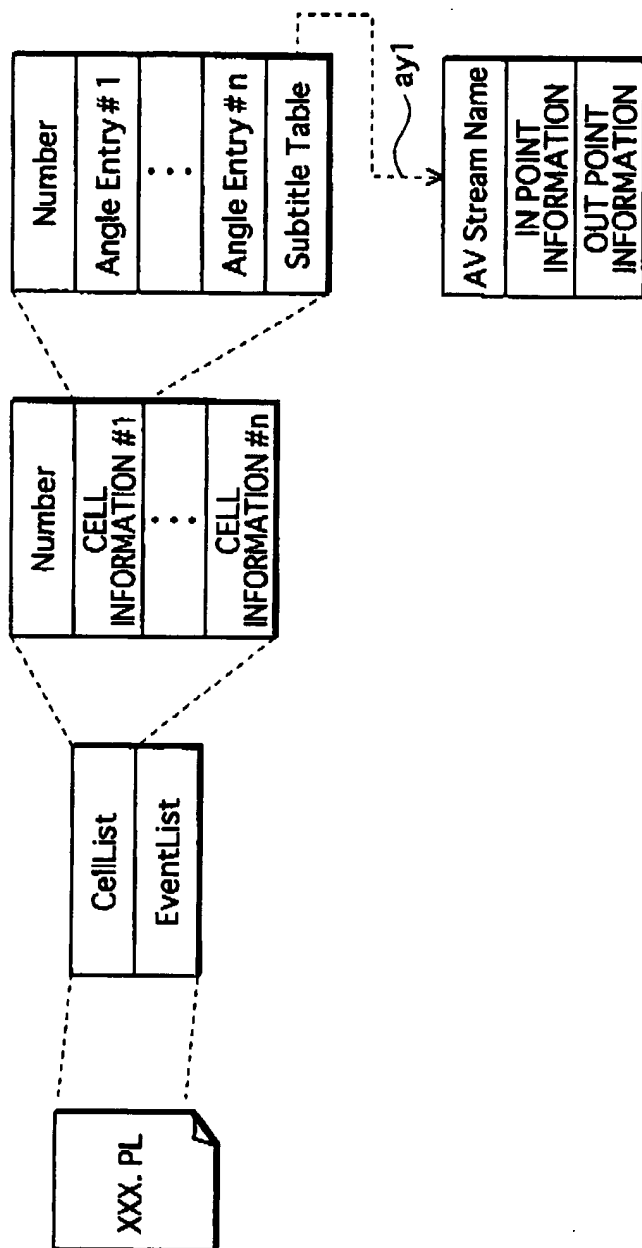 XXX. PL
CellList
EventList
Number
CELL
INFORMATION #1
...
CELL
INFORMATION #n
Number
Angle Entry # 1
...
Angle Entry # n
Subtitle Table
ay1
AV Stream Name
IN POINT
INFORMATION
OUT POINT
INFORMATION